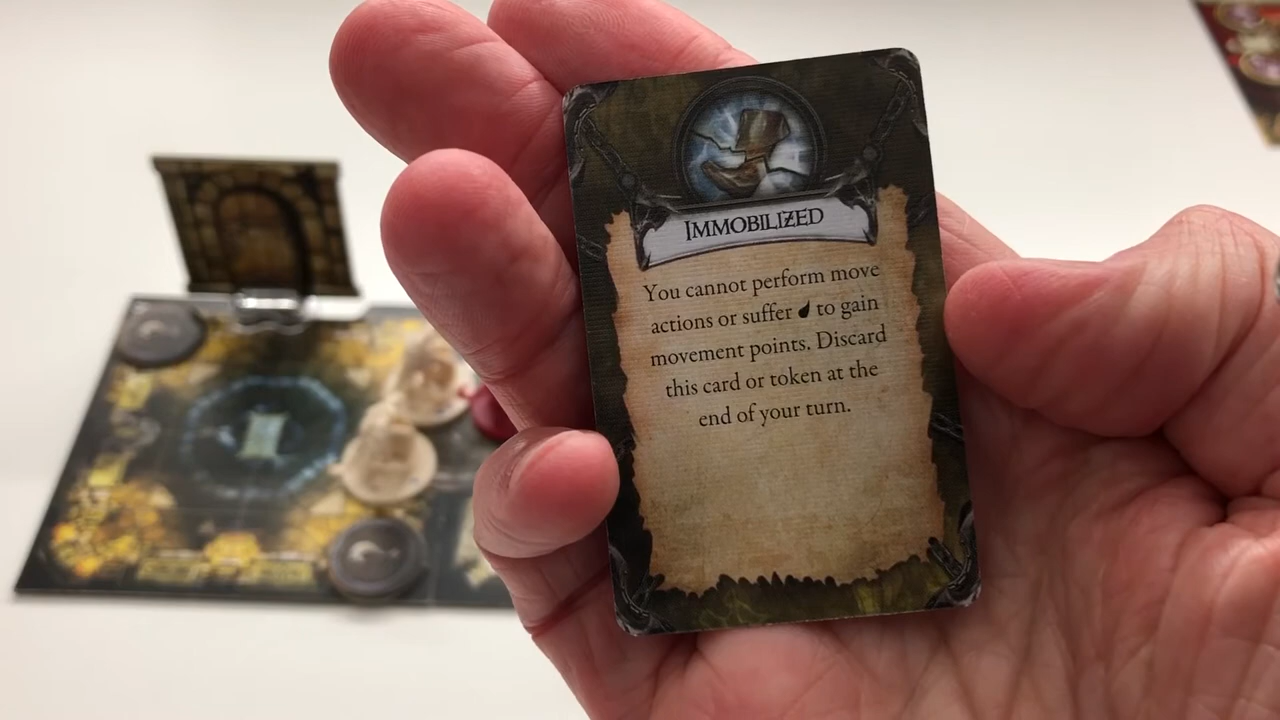 IMMOBILIZED
You cannot perform move
actions or suffer to gain
movement points. Discard
this card or token at the
end of your turn.